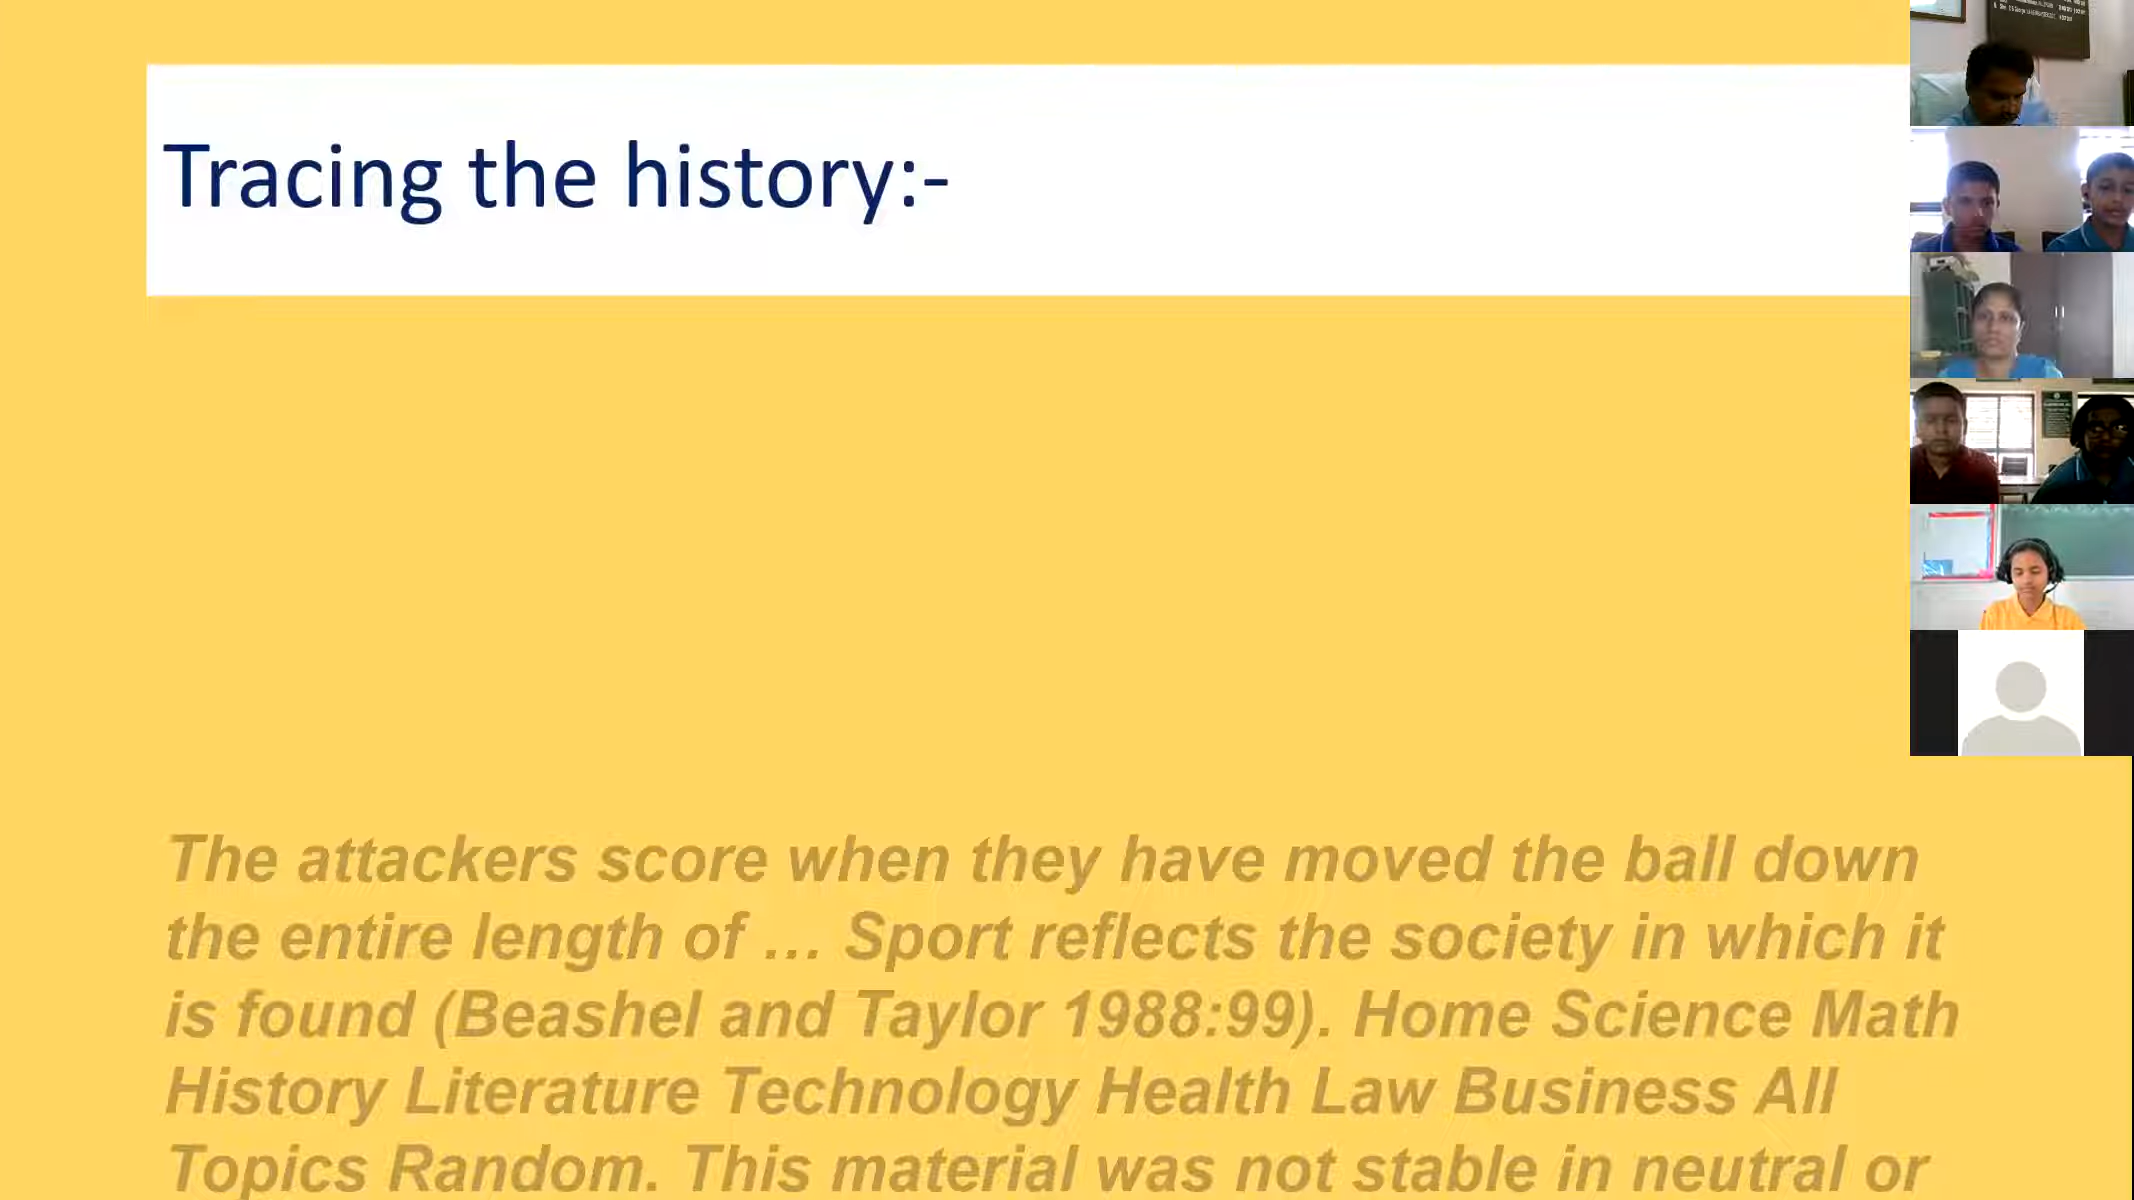 Tracing the history:-
The attackers score when they have moved the ball down
the entire length of ... Sport reflects the society in which it
is found (Beashel and Taylor 1988:99). Home Science Math
History Literature Technology Health Law Business All
Topics Random. This material was not stable in neutral or